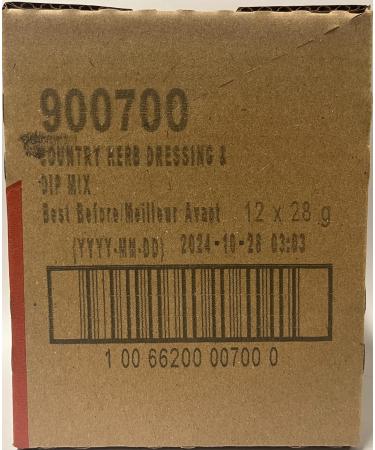 900700
COUNTRY HERB DRESSING &
DIP MIX
Best Before/Meilleur Avant 12 x 28 g
(YYYY-MM-DD) 2024-10-28 03:03
1 00 66200 00700 0